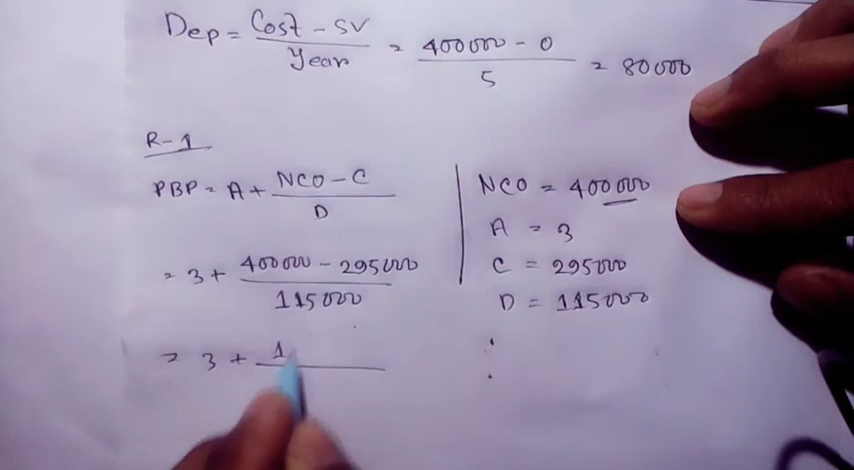 Dep = Cost - SV / Year = 400000 - 0 / 5 = 80000
R-1
PBP = A + NCO - C / D
= 3 + 400000 - 295000 / 115000
= 3 + 1
NCO = 400000
A = 3
C = 295000
D = 115000